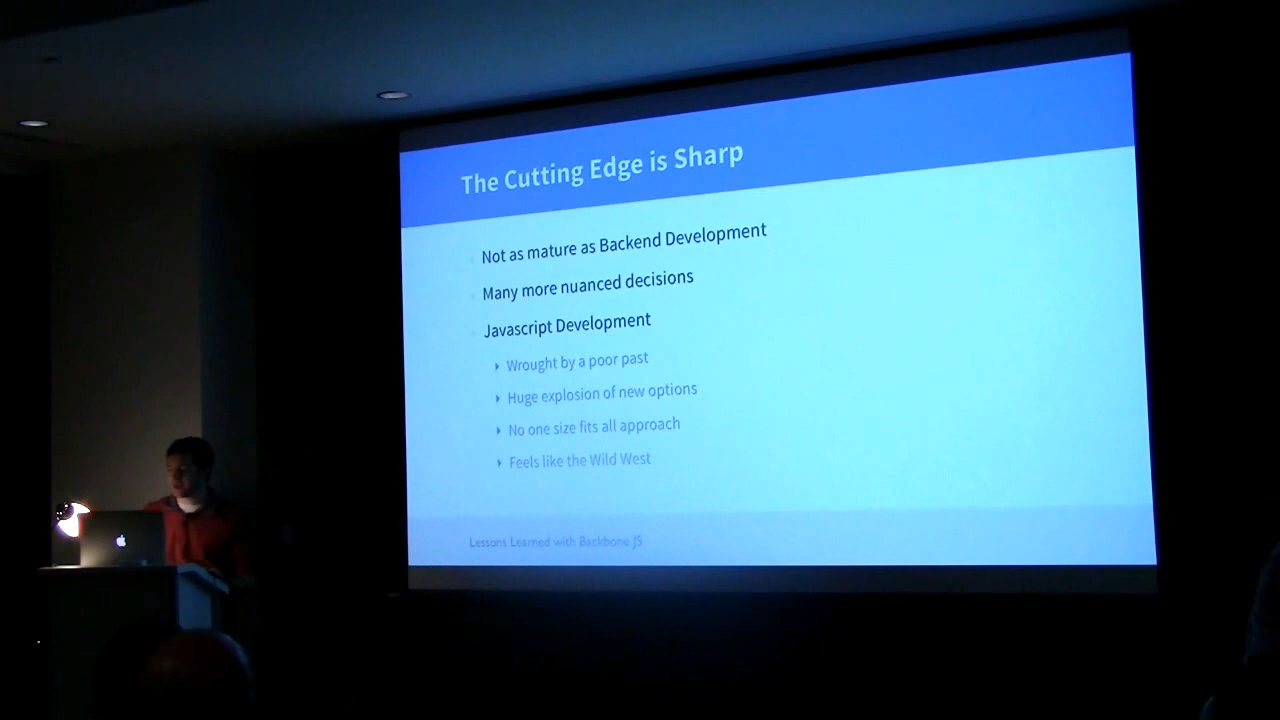 The Cutting Edge is Sharp
Not as mature as Backend Development
Many more nuanced decisions
Javascript Development
Wrought by a poor past
Huge explosion of new options
No one size fits all approach
Feels like the Wild West
Lessons Learned with Backbone JS